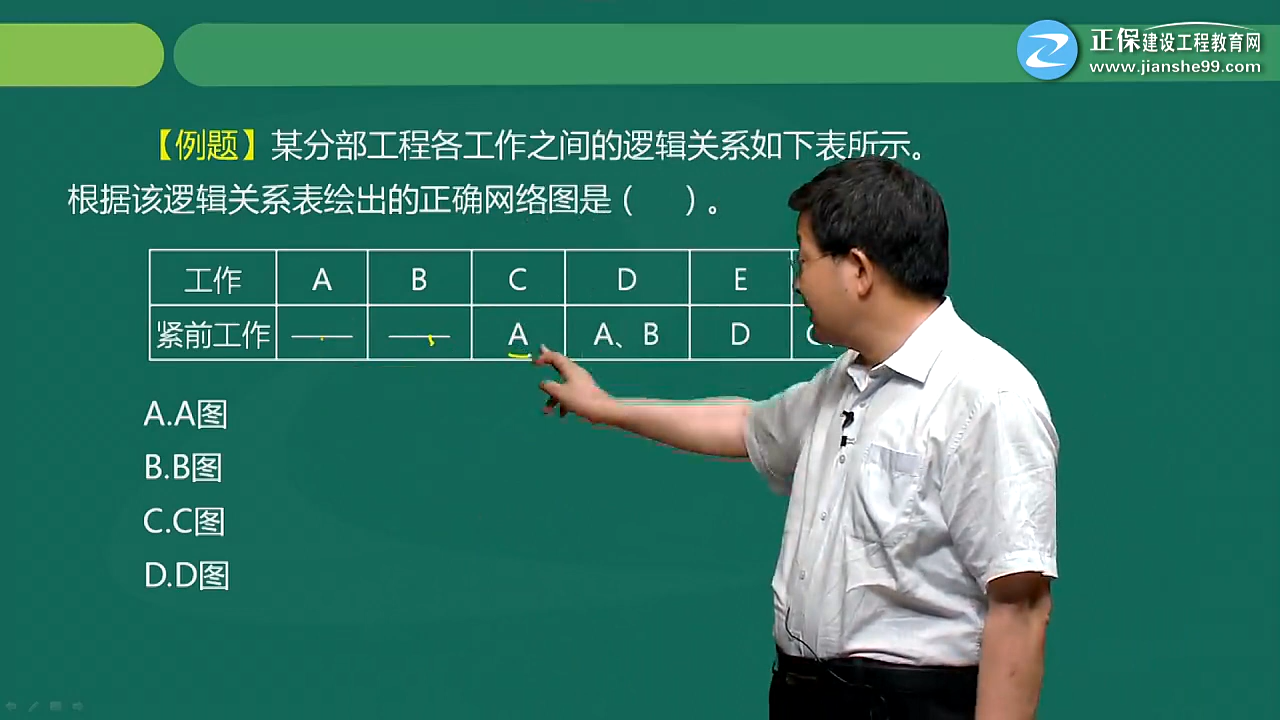 正保建设工程教育网
www.jianshe99.com
【例题】某分部工程各工作之间的逻辑关系如下表所示。
根据该逻辑关系表绘出的正确网络图是（ ）。
工作 A B C D E
紧前工作 — — A A、B D C
A.A图
B.B图
C.C图
D.D图